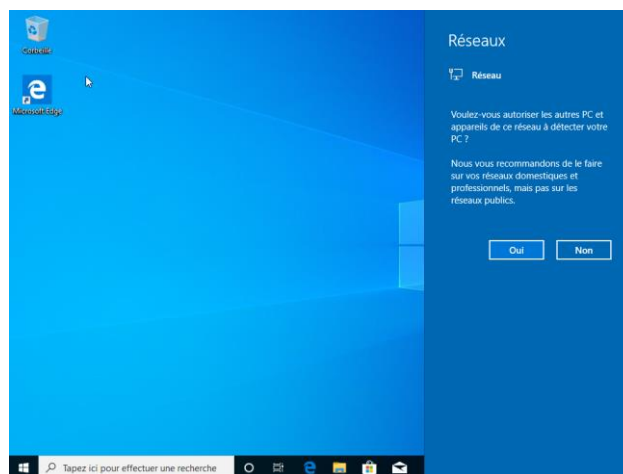 Corbeille
Microsoft Edge
Réseaux
Réseau
Voulez-vous autoriser les autres PC et
appareils de ce réseau à détecter votre
PC ?
Nous vous recommandons de le faire
sur vos réseaux domestiques et
professionnels, mais pas sur les
réseaux publics.
Oui
Non
Tapez ici pour effectuer une recherche